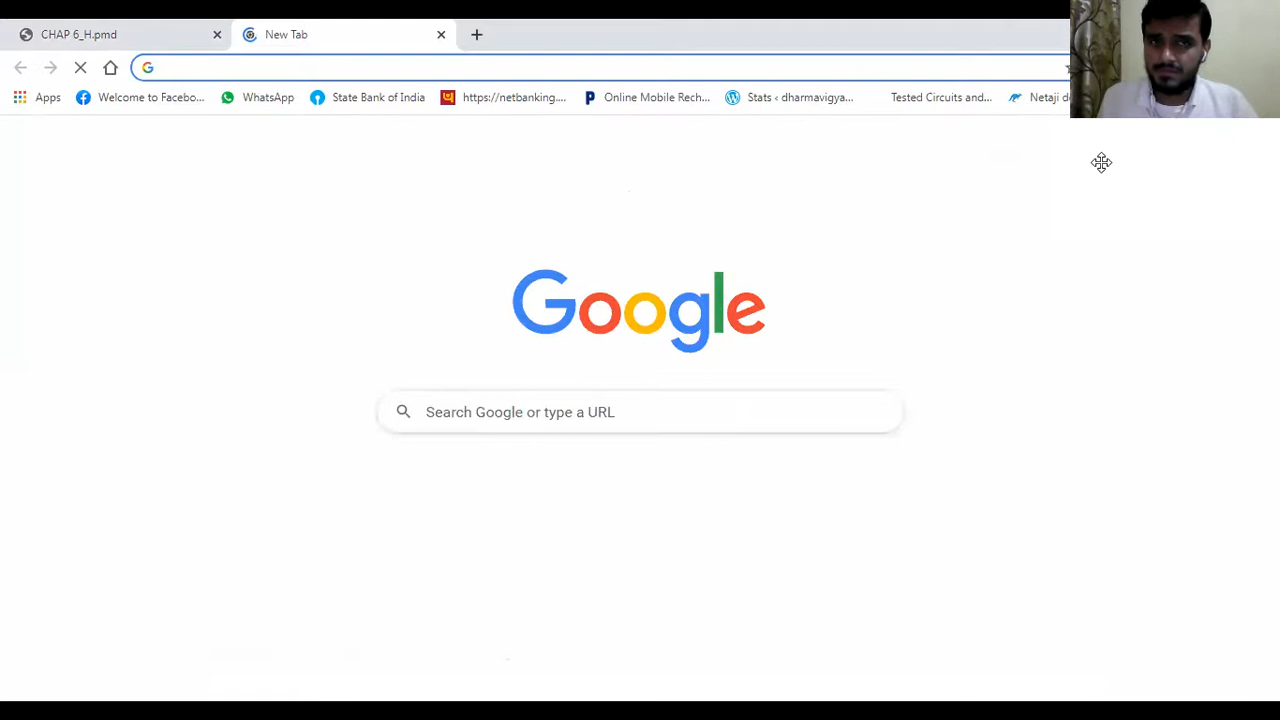 CHAP 6_H.pmd
New Tab
Apps
Welcome to Facebo...
WhatsApp
State Bank of India
https://netbanking....
Online Mobile Rech...
Stats ‹ dharmavigya...
Tested Circuits and...
Netaji d
Google
Search Google or type a URL